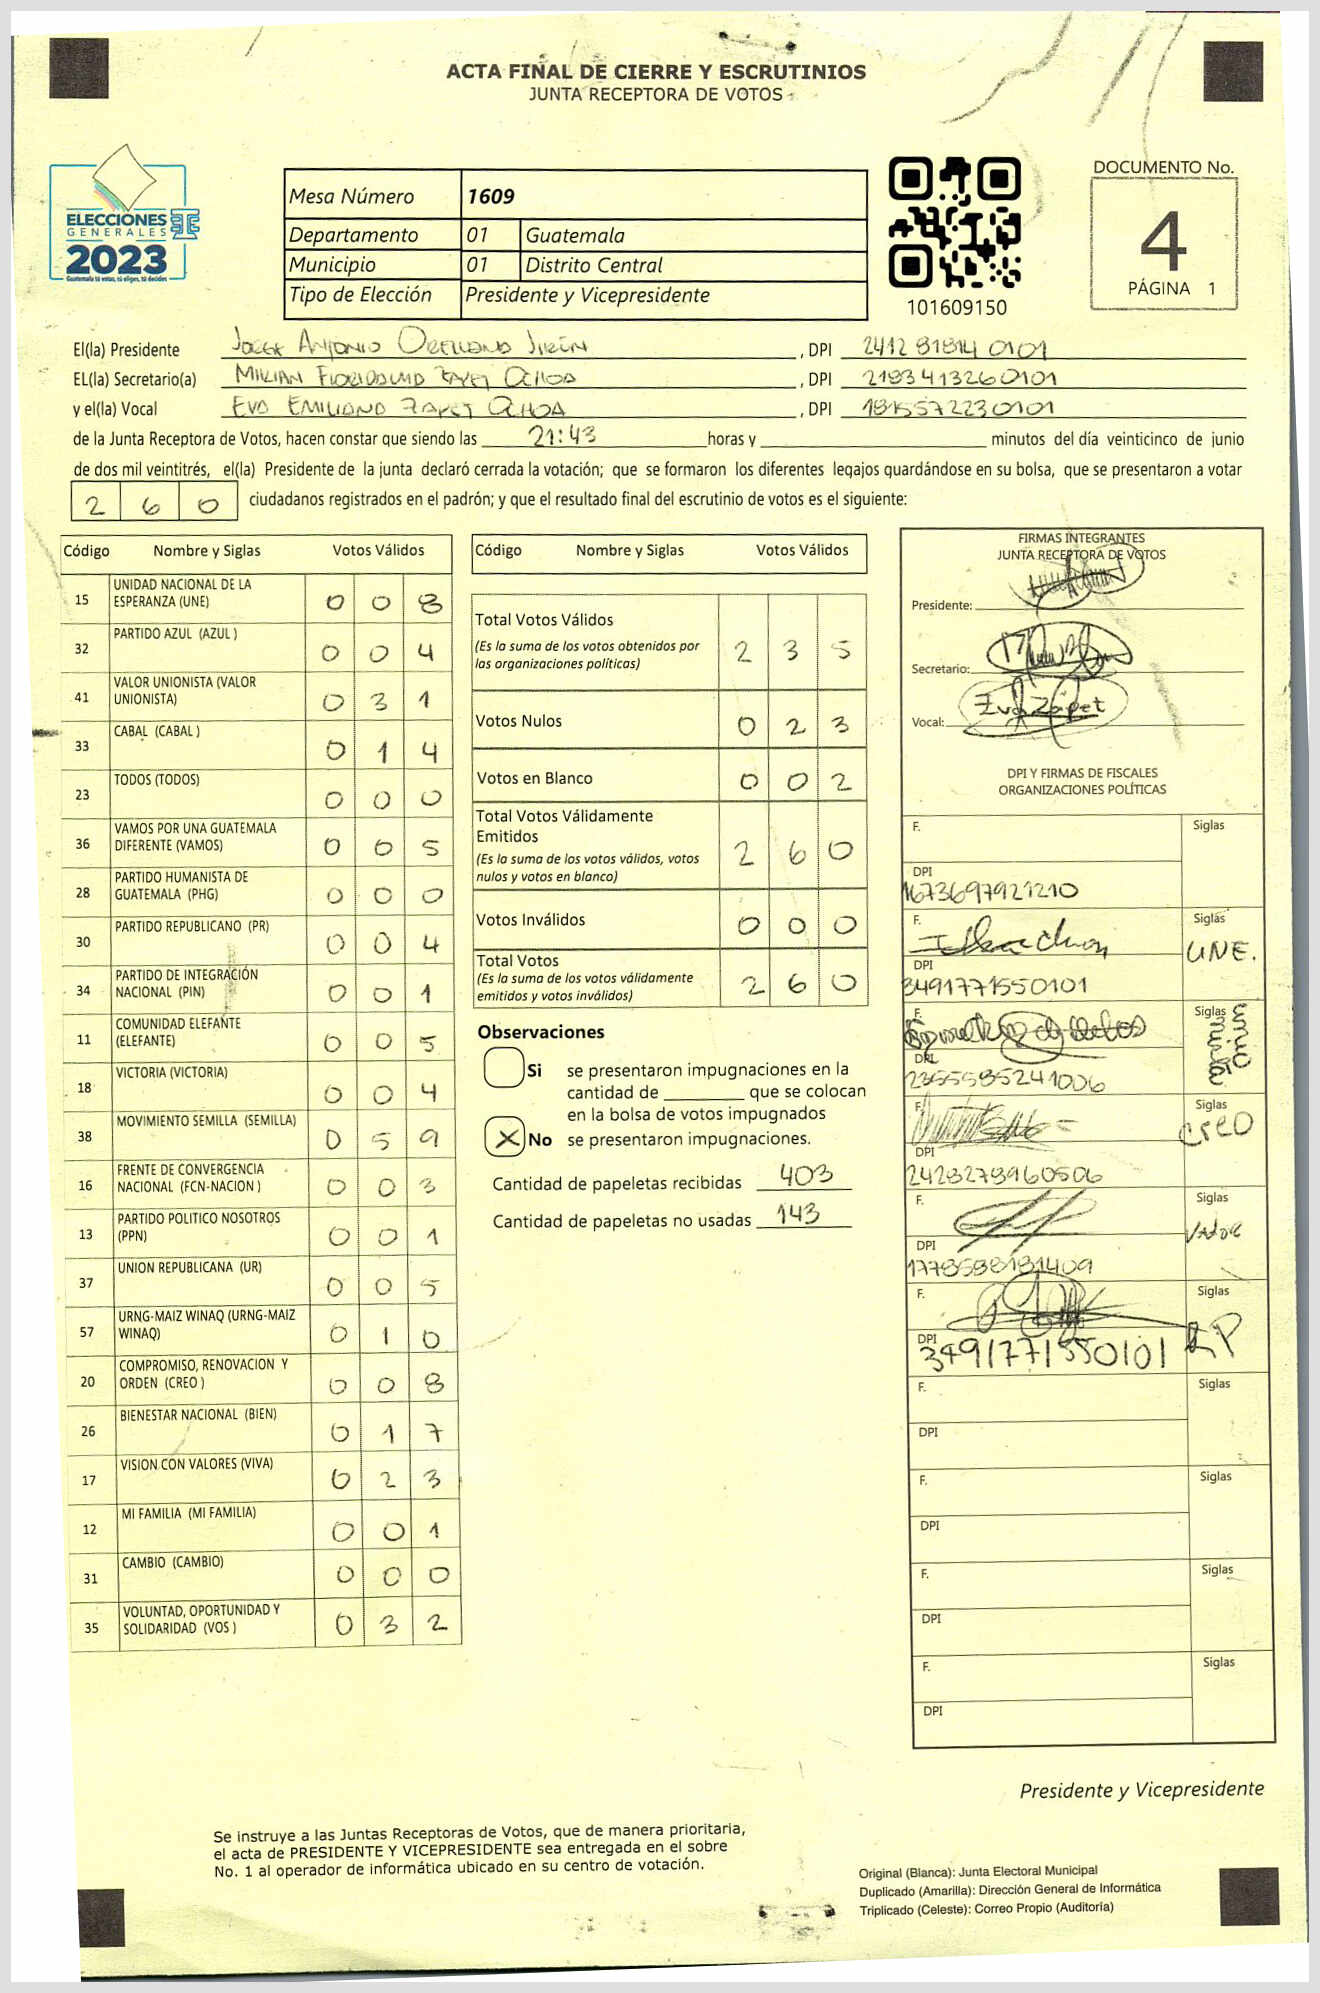 ACTA FINAL DE CIERRE Y ESCRUTINIOS
JUNTA RECEPTORA DE VOTOS
ELECCIONES
GENERALES
2023
Guatemala tú votas, tú eliges, tú decides
Mesa Número 1609
Departamento 01 Guatemala
Municipio 01 Distrito Central
Tipo de Elección Presidente y Vicepresidente
101609150
DOCUMENTO No.
4
PÁGINA 1
El(la) Presidente Jorge Antonio Orellana , DPI 2412 81814 0101
EL(la) Secretario(a) Mirian Zapet Ochoa , DPI 2193413260101
y el(la) Vocal Eva Emiliana Zapet Ochoa , DPI 1815572230101
de la Junta Receptora de Votos, hacen constar que siendo las 21:43 horas y minutos del día veinticinco de junio
de dos mil veintitrés, el(la) Presidente de la junta declaró cerrada la votación; que se formaron los diferentes legajos quardándose en su bolsa, que se presentaron a votar
2 6 0 ciudadanos registrados en el padrón; y que el resultado final del escrutinio de votos es el siguiente:
Código Nombre y Siglas Votos Válidos
15 UNIDAD NACIONAL DE LA ESPERANZA (UNE) 0 0 8
32 PARTIDO AZUL (AZUL ) 0 0 4
41 VALOR UNIONISTA (VALOR UNIONISTA) 0 3 1
33 CABAL (CABAL ) 0 1 4
23 TODOS (TODOS) 0 0 0
36 VAMOS POR UNA GUATEMALA DIFERENTE (VAMOS) 0 0 5
28 PARTIDO HUMANISTA DE GUATEMALA (PHG) 0 0 0
30 PARTIDO REPUBLICANO (PR) 0 0 4
34 PARTIDO DE INTEGRACIÓN NACIONAL (PIN) 0 0 1
11 COMUNIDAD ELEFANTE (ELEFANTE) 0 0 5
18 VICTORIA (VICTORIA) 0 0 4
38 MOVIMIENTO SEMILLA (SEMILLA) 0 5 9
16 FRENTE DE CONVERGENCIA NACIONAL (FCN-NACION ) 0 0 3
13 PARTIDO POLITICO NOSOTROS (PPN) 0 0 1
37 UNION REPUBLICANA (UR) 0 0 5
57 URNG-MAIZ WINAQ (URNG-MAIZ WINAQ) 0 1 0
20 COMPROMISO, RENOVACION Y ORDEN (CREO ) 0 0 8
26 BIENESTAR NACIONAL (BIEN) 0 1 7
17 VISION CON VALORES (VIVA) 0 2 3
12 MI FAMILIA (MI FAMILIA) 0 0 1
31 CAMBIO (CAMBIO) 0 0 0
35 VOLUNTAD, OPORTUNIDAD Y SOLIDARIDAD (VOS ) 0 3 2
Código Nombre y Siglas Votos Válidos
Total Votos Válidos 2 3 5
(Es la suma de los votos obtenidos por
las organizaciones políticas)
Votos Nulos 0 2 3
Votos en Blanco 0 0 2
Total Votos Válidamente
Emitidos 2 6 0
(Es la suma de los votos válidos, votos
nulos y votos en blanco)
Votos Inválidos 0 0 0
Total Votos 2 6 0
(Es la suma de los votos válidamente
emitidos y votos inválidos)
Observaciones
Si se presentaron impugnaciones en la
cantidad de ________ que se colocan
en la bolsa de votos impugnados
X No se presentaron impugnaciones.
Cantidad de papeletas recibidas 403
Cantidad de papeletas no usadas 143
FIRMAS INTEGRANTES
JUNTA RECEPTORA DE VOTOS
Presidente:
Secretario:
Vocal: Eva Zapet
DPI Y FIRMAS DE FISCALES
ORGANIZACIONES POLÍTICAS
F. Siglas
DPI
1673697921210
F. Siglas
UNE.
DPI
3491771550101
F. Siglas
DPI
2355585241006
F. Siglas
CREO
DPI
2428278960506
F. Siglas
Valor
DPI
1778598181409
F. Siglas
DPI
3491771550101
F. Siglas
DPI
F. Siglas
DPI
F. Siglas
DPI
F. Siglas
DPI
Presidente y Vicepresidente
Se instruye a las Juntas Receptoras de Votos, que de manera prioritaria,
el acta de PRESIDENTE Y VICEPRESIDENTE sea entregada en el sobre
No. 1 al operador de informática ubicado en su centro de votación.
Original (Blanca): Junta Electoral Municipal
Duplicado (Amarilla): Dirección General de Informática
Triplicado (Celeste): Correo Propio (Auditoría)